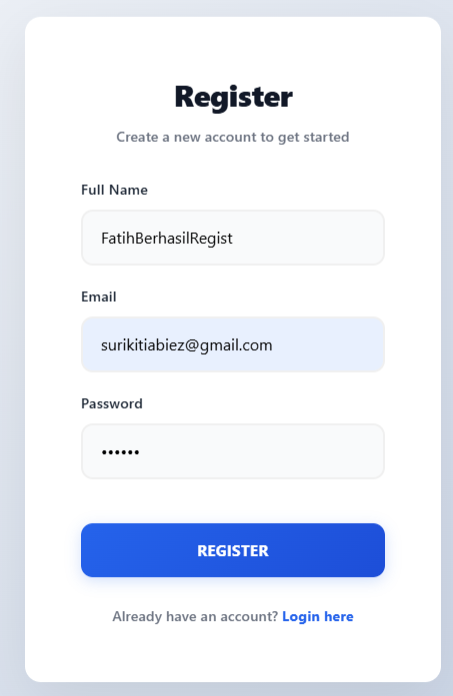 Register
Create a new account to get started
Full Name
FatihBerhasilRegist
Email
surikitiabiez@gmail.com
Password
••••••
REGISTER
Already have an account? Login here